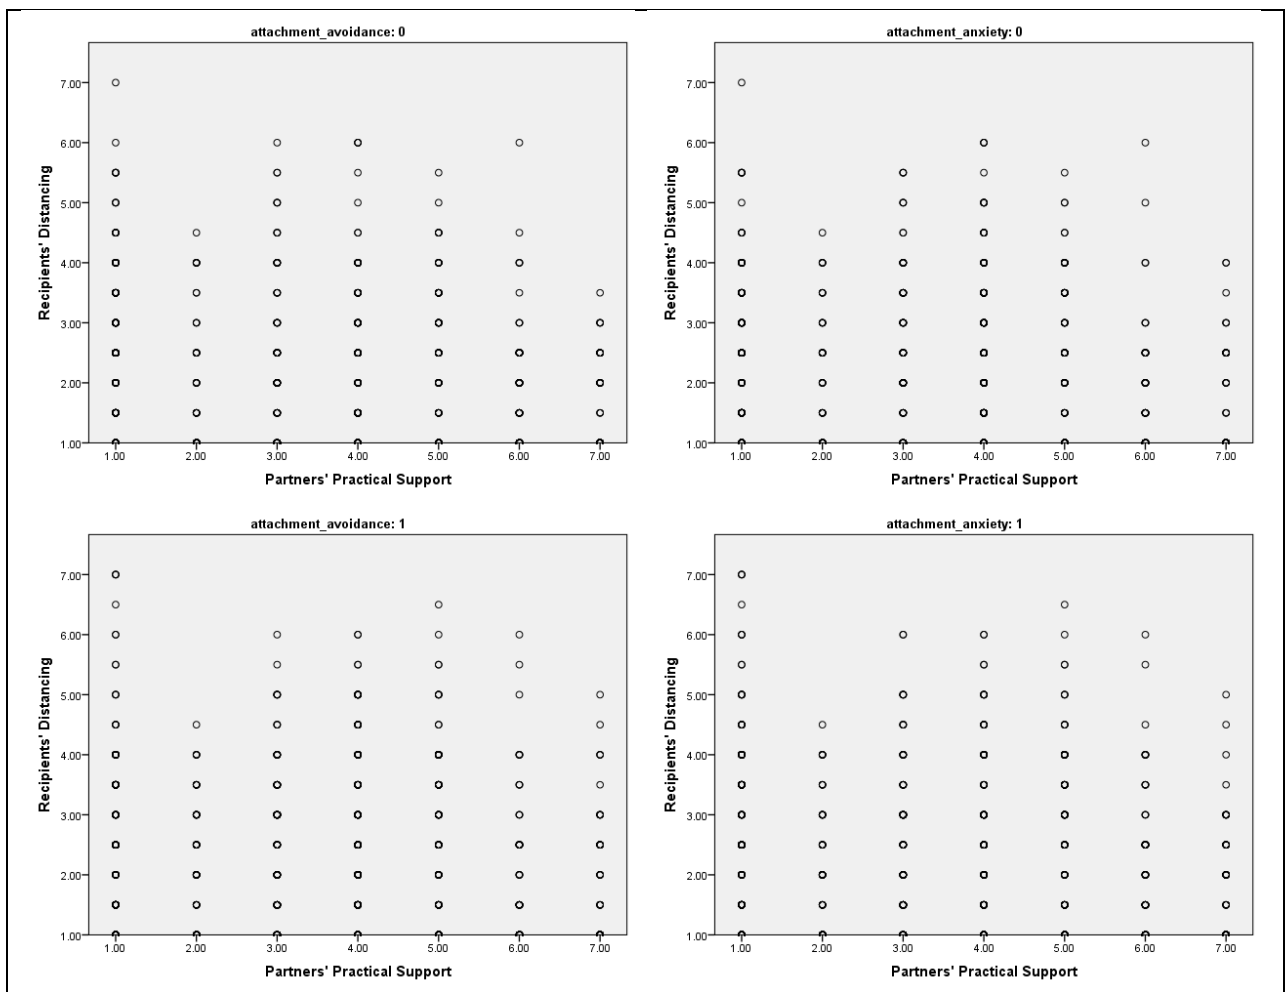 attachment_avoidance: 0
Recipients' Distancing
7.00
6.00
5.00
4.00
3.00
2.00
1.00
1.00 2.00 3.00 4.00 5.00 6.00 7.00
Partners' Practical Support
attachment_anxiety: 0
Recipients' Distancing
7.00
6.00
5.00
4.00
3.00
2.00
1.00
1.00 2.00 3.00 4.00 5.00 6.00 7.00
Partners' Practical Support
attachment_avoidance: 1
Recipients' Distancing
7.00
6.00
5.00
4.00
3.00
2.00
1.00
1.00 2.00 3.00 4.00 5.00 6.00 7.00
Partners' Practical Support
attachment_anxiety: 1
Recipients' Distancing
7.00
6.00
5.00
4.00
3.00
2.00
1.00
1.00 2.00 3.00 4.00 5.00 6.00 7.00
Partners' Practical Support